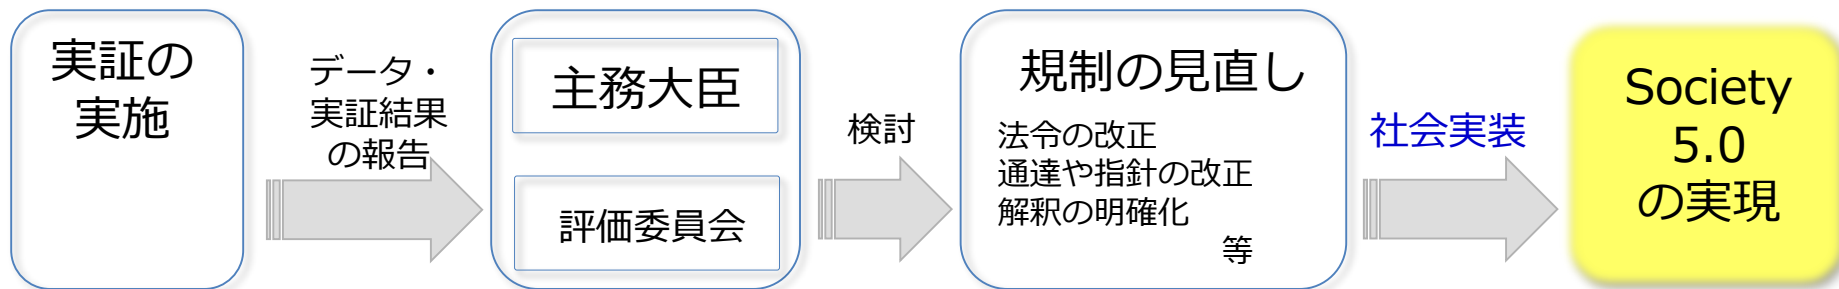 実証の
実施
データ・
実証結果
の報告
主務大臣
評価委員会
検討
規制の見直し
法令の改正
通達や指針の改正
解釈の明確化
等
社会実装
Society
5.0
の実現